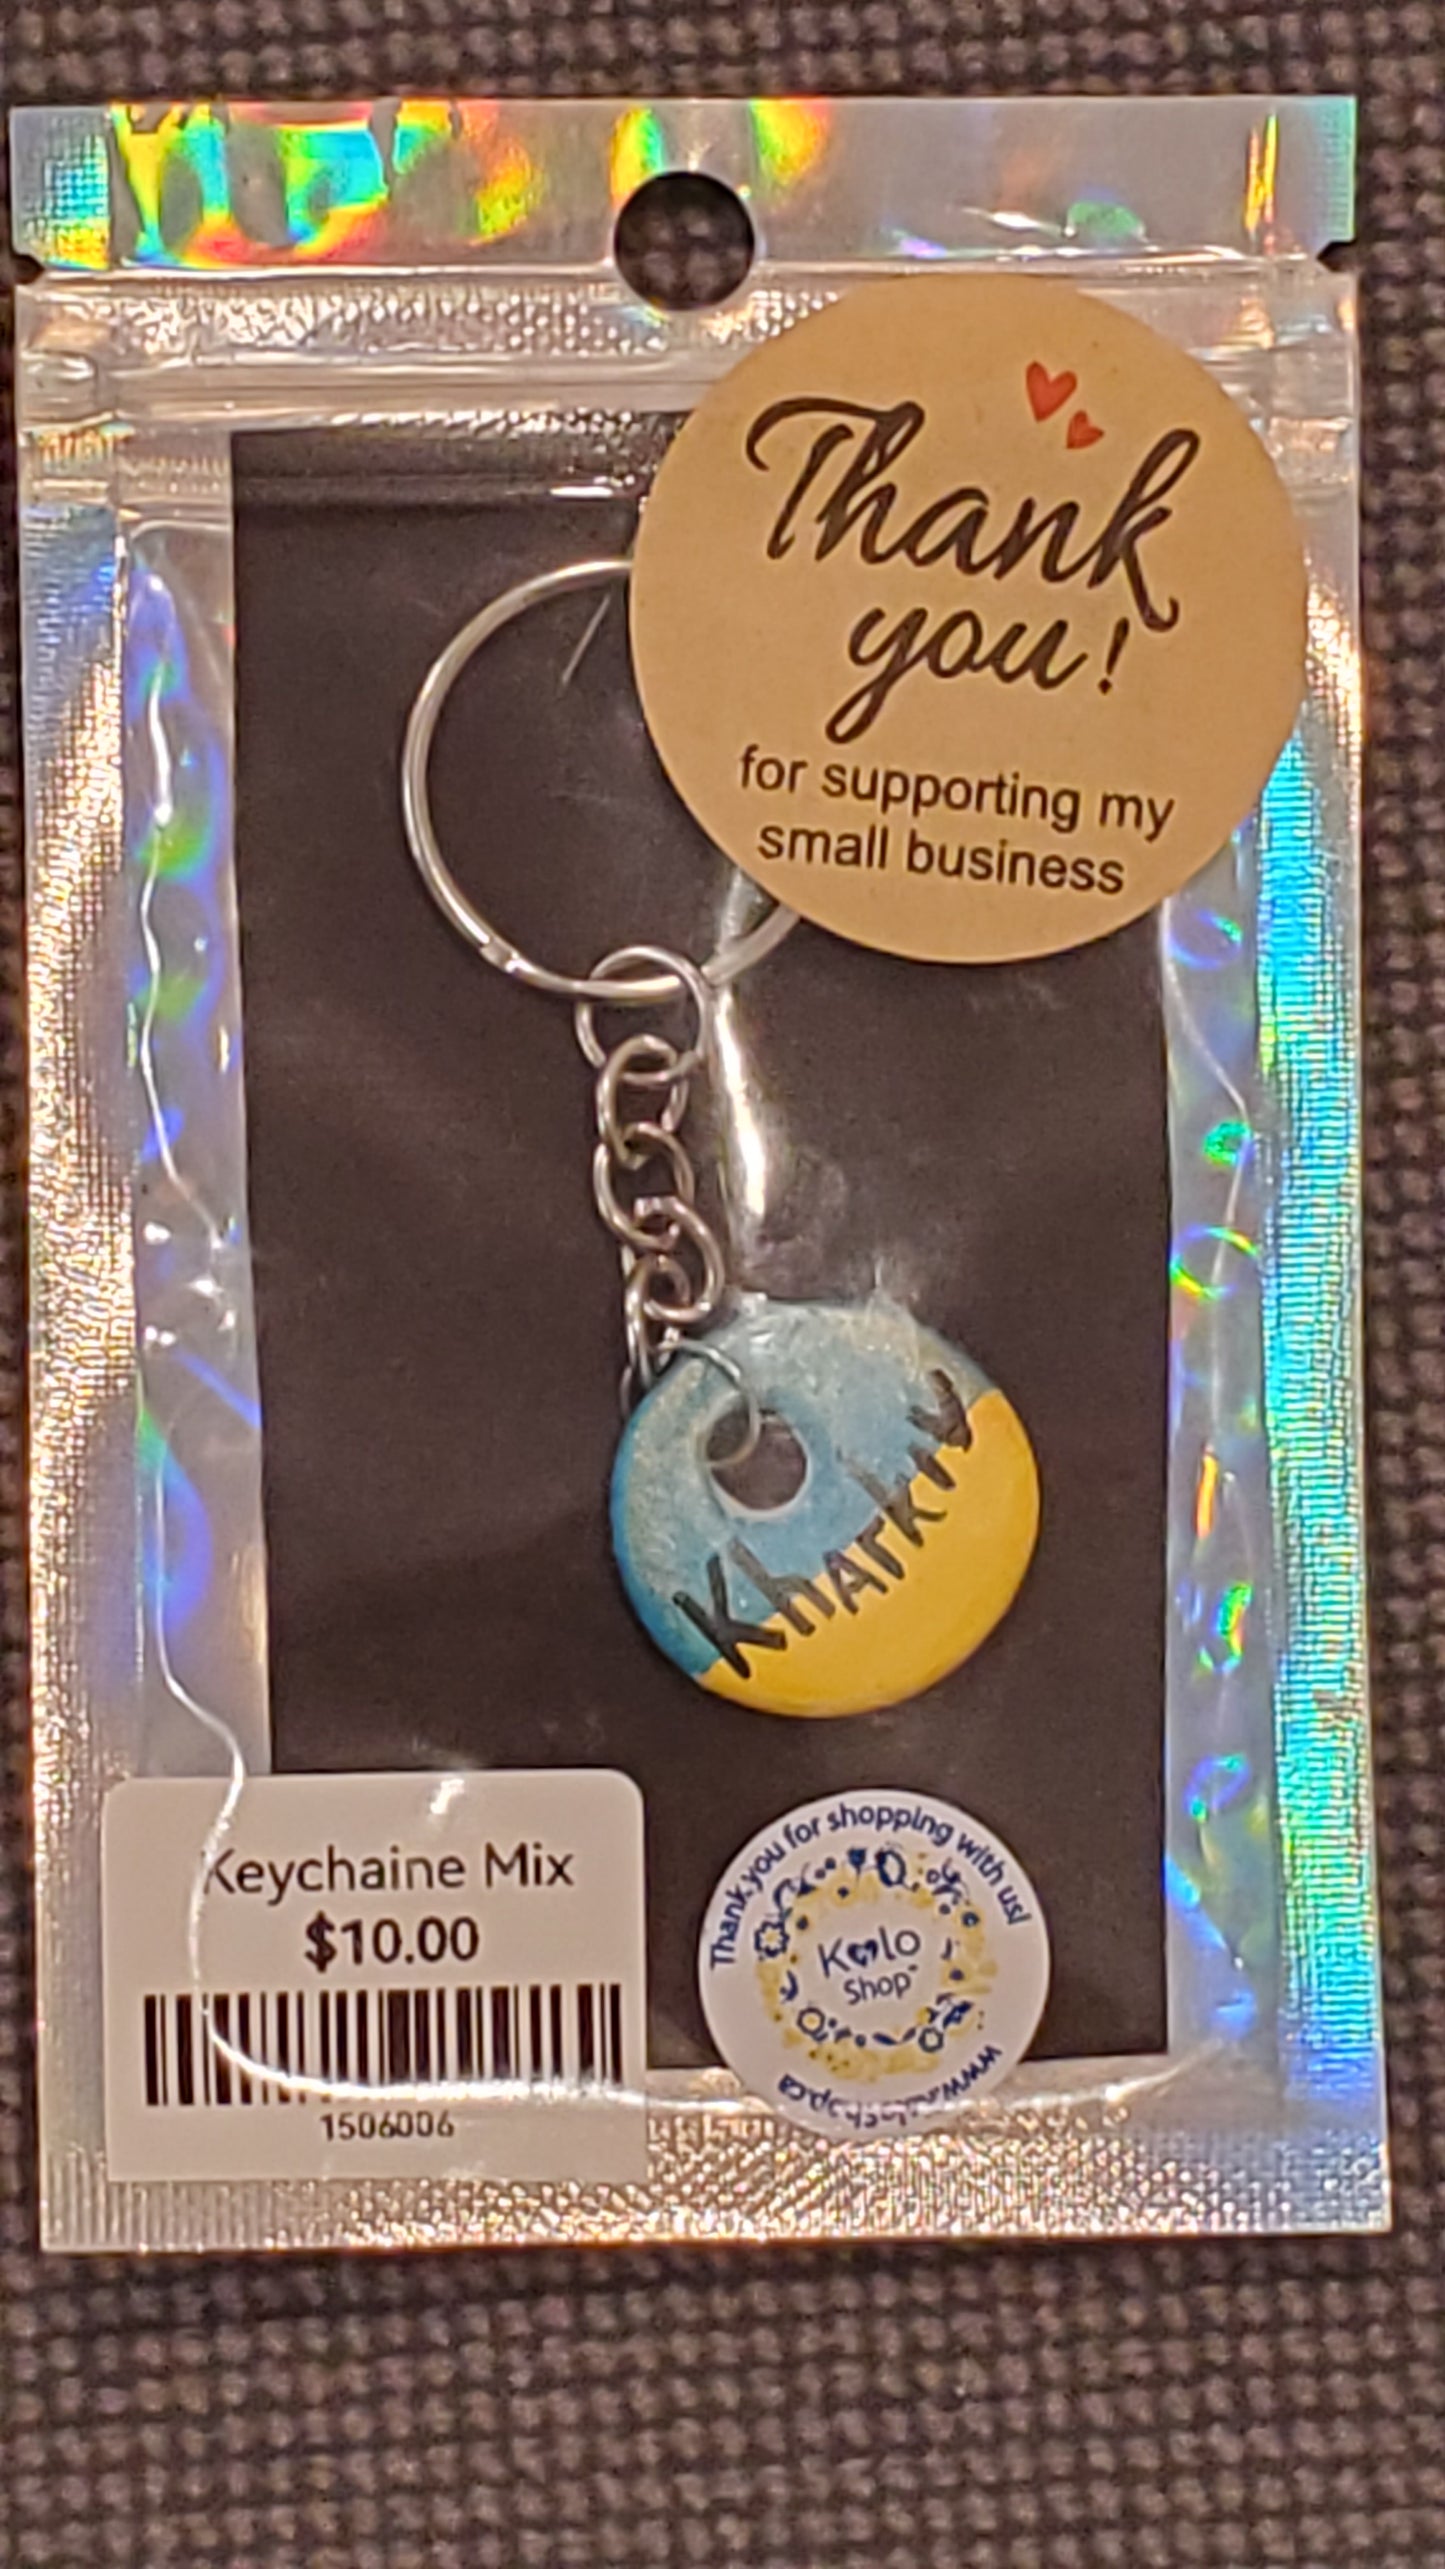 Thank
you!
for supporting my
small business
Kharkiv
Keychaine Mix
$10.00
1506006
Thank you for shopping with us!
Kolo
Shop